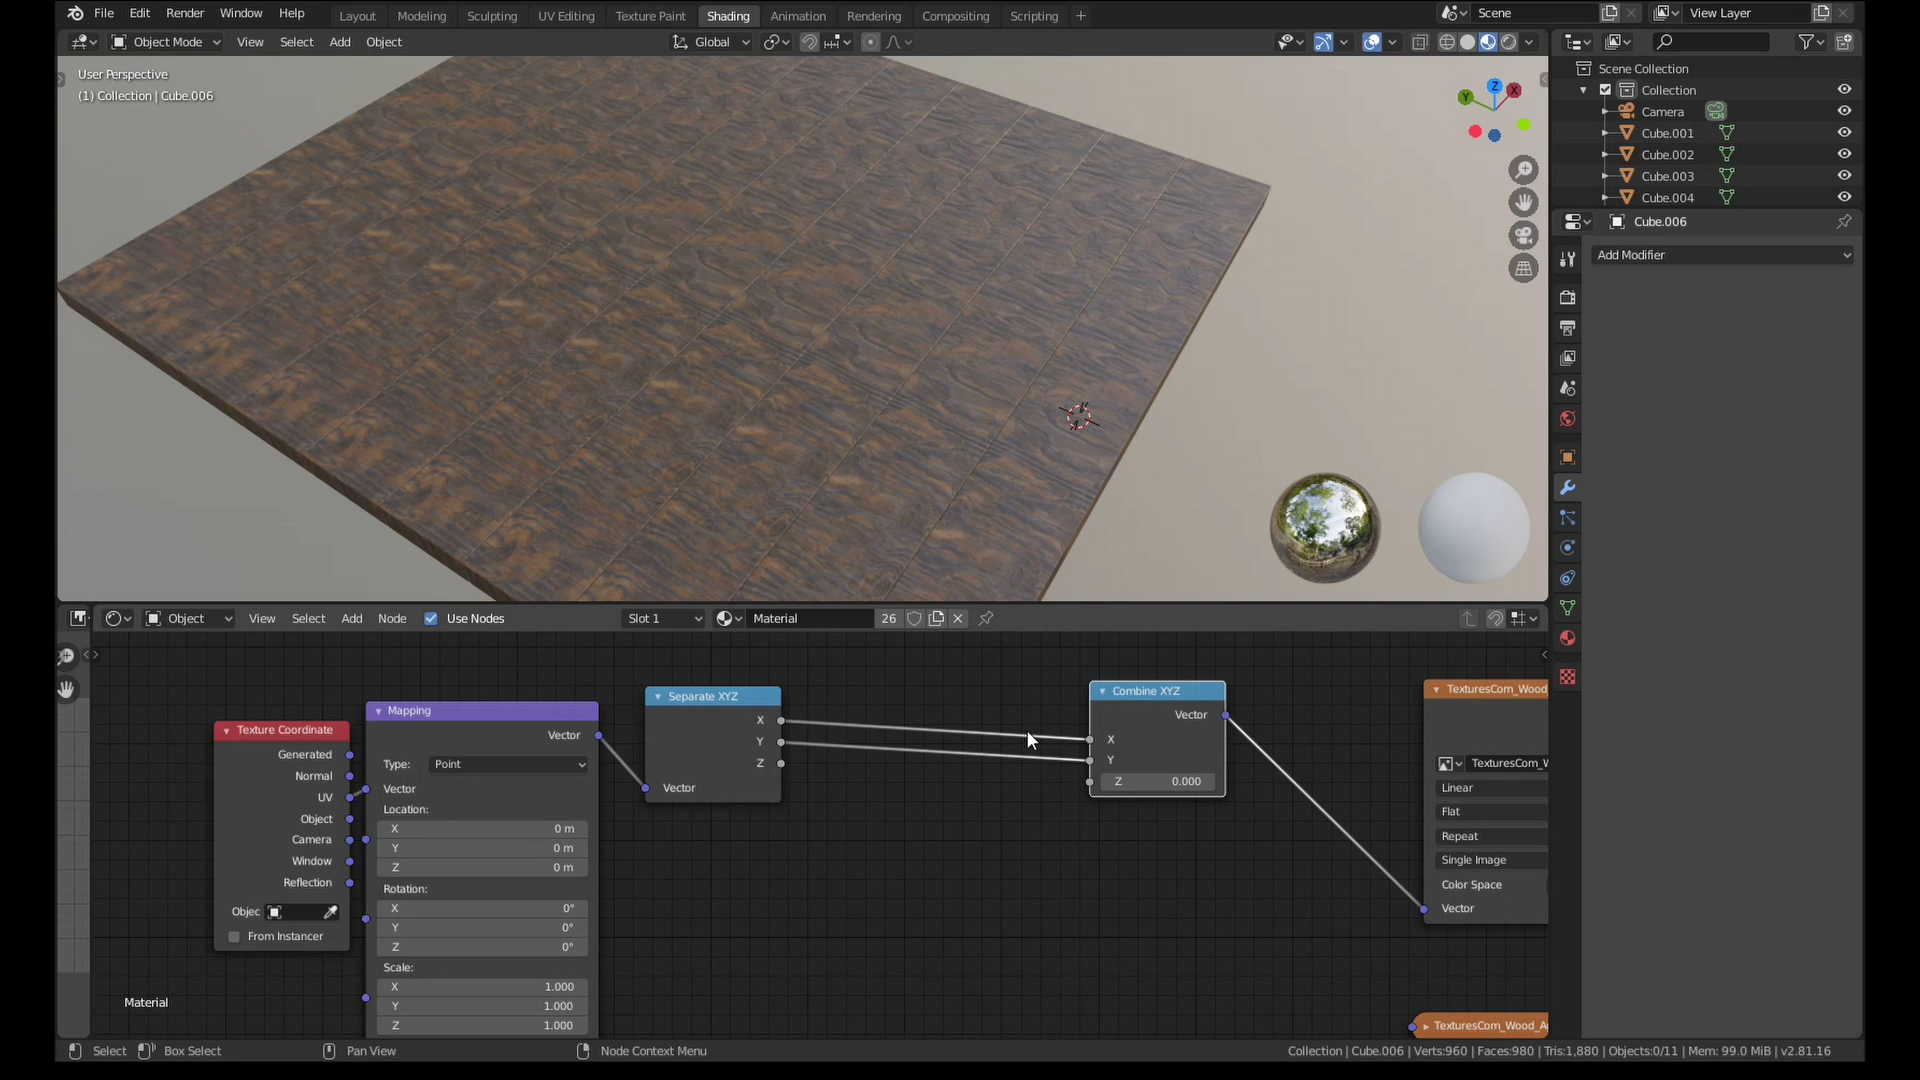 File Edit Render Window Help Layout Modeling Sculpting UV Editing Texture Paint Shading Animation Rendering Compositing Scripting Scene View Layer
Object Mode View Select Add Object Global
User Perspective
(1) Collection | Cube.006
Z
Y
X
Scene Collection
Collection
Camera
Cube.001
Cube.002
Cube.003
Cube.004
Cube.006
Add Modifier
Object View Select Add Node Use Nodes Slot 1 Material 26
Texture Coordinate
Generated
Normal
UV
Object
Camera
Window
Reflection
Objec
From Instancer
Mapping
Vector
Type: Point
Vector
Location:
X 0 m
Y 0 m
Z 0 m
Rotation:
X 0°
Y 0°
Z 0°
Scale:
X 1.000
Y 1.000
Z 1.000
Separate XYZ
X
Y
Z
Vector
Combine XYZ
Vector
X
Y
Z 0.000
TexturesCom_Wood
TexturesCom_W
Linear
Flat
Repeat
Single Image
Color Space
Vector
TexturesCom_Wood_A
Material
Select Box Select Pan View Node Context Menu Collection | Cube.006 | Verts:960 | Faces:980 | Tris:1,880 | Objects:0/11 | Mem: 99.0 MiB | v2.81.16